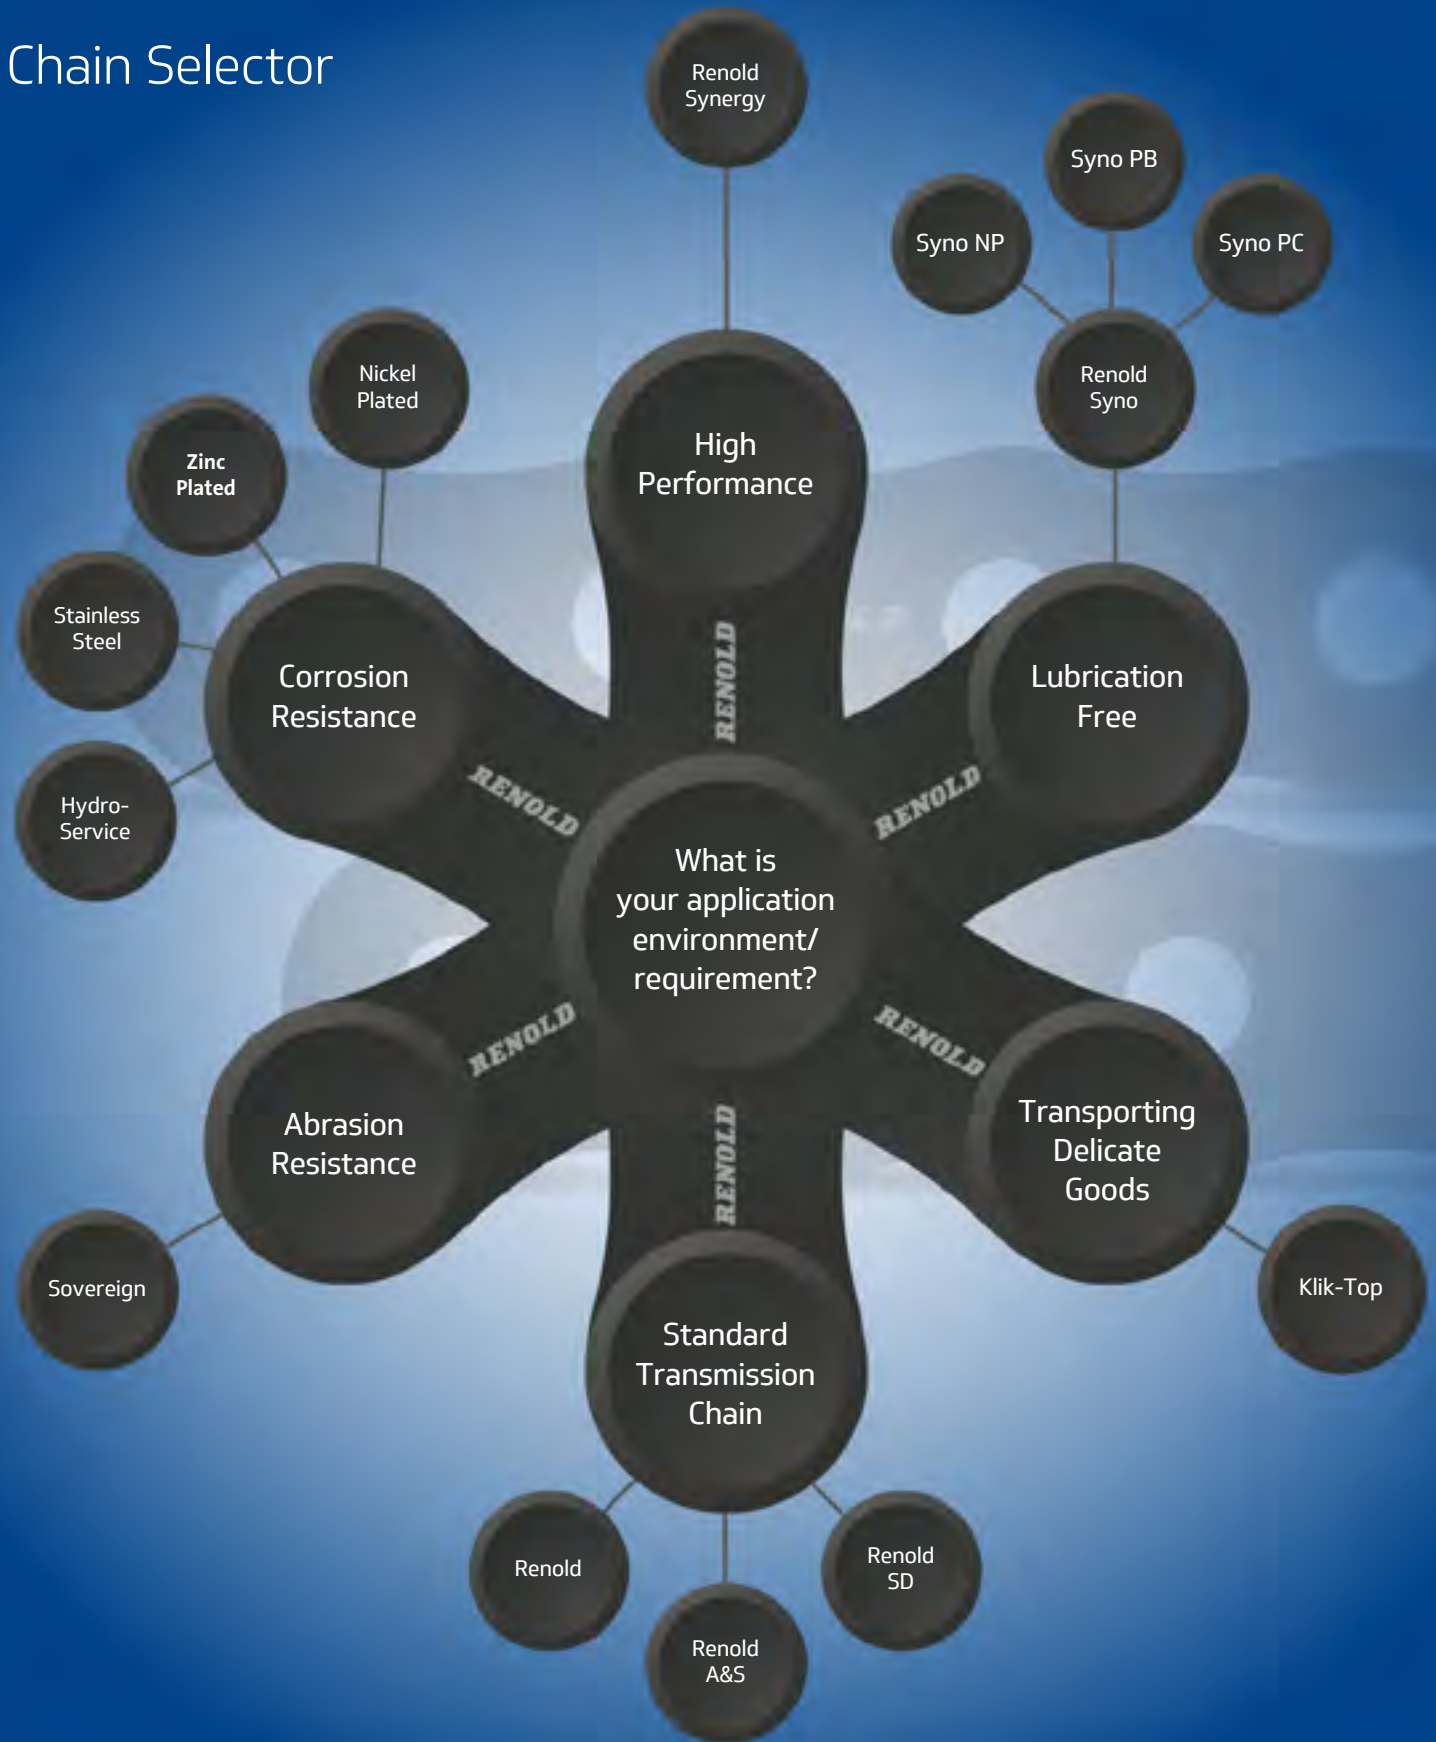 Chain Selector
Renold
Synergy
Syno PB
Syno NP
Syno PC
Renold
Syno
Nickel
Plated
Zinc
Plated
Stainless
Steel
Hydro-
Service
High
Performance
Corrosion
Resistance
Lubrication
Free
RENOLD
RENOLD
RENOLD
What is
your application
environment/
requirement?
RENOLD
RENOLD
RENOLD
Abrasion
Resistance
Transporting
Delicate
Goods
Sovereign
Klik-Top
Standard
Transmission
Chain
Renold
Renold
A&S
Renold
SD